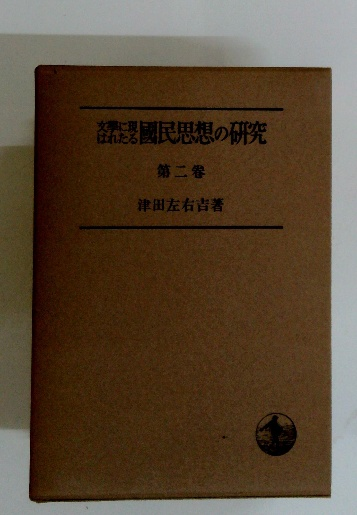 文學に現はれたる國民思想の研究
第二卷
津田左右吉著